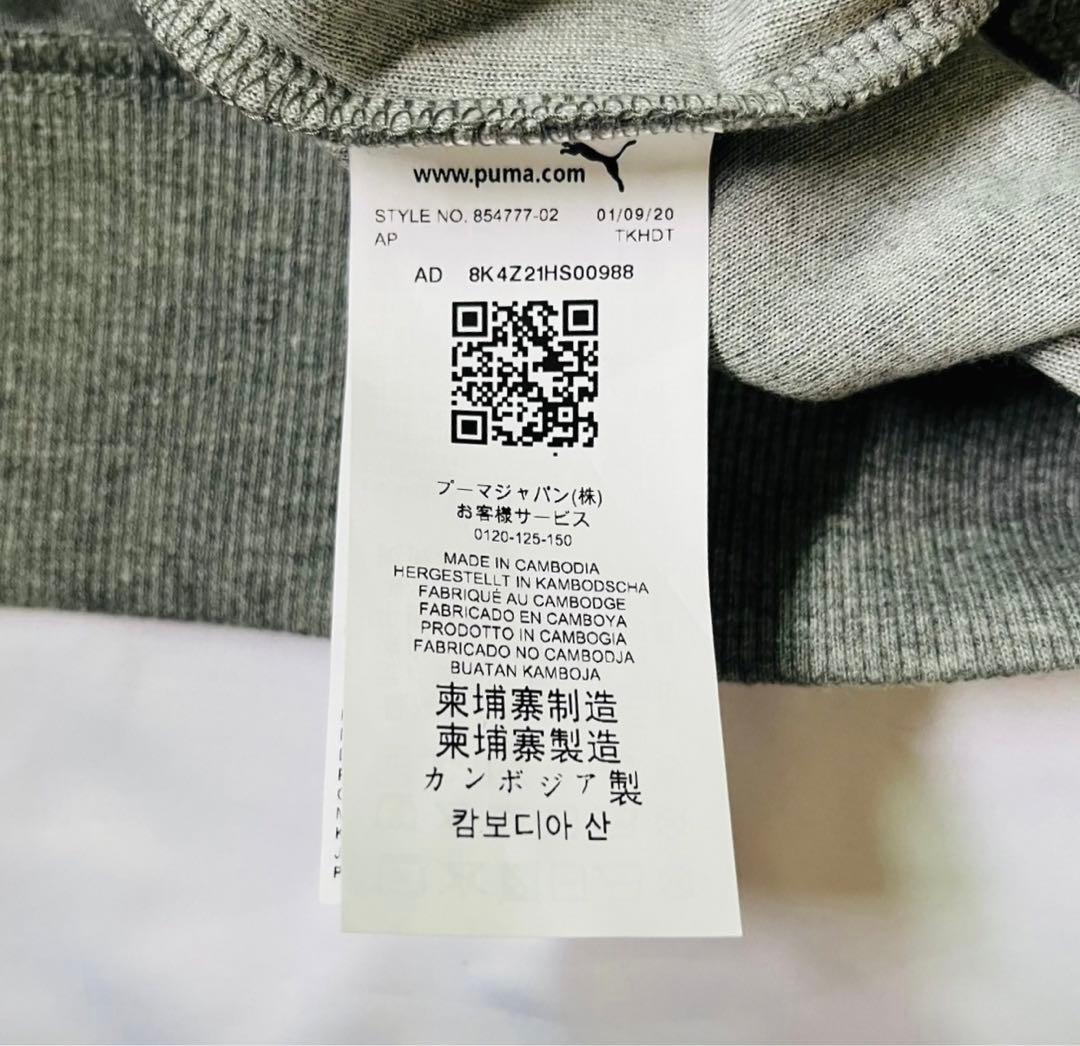 www.puma.com
STYLE NO. 854777-02 01/09/20
AP TKHDT
AD 8K4Z21HS00988
プーマジャパン(株)
お客様サービス
0120-125-150
MADE IN CAMBODIA
HERGESTELLT IN KAMBODSCHA
FABRIQUÉ AU CAMBODGE
FABRICADO EN CAMBOYA
PRODOTTO IN CAMBOGIA
FABRICADO NO CAMBODJA
BUATAN KAMBOJA
柬埔寨制造
柬埔寨製造
カンボジア製
캄보디아 산